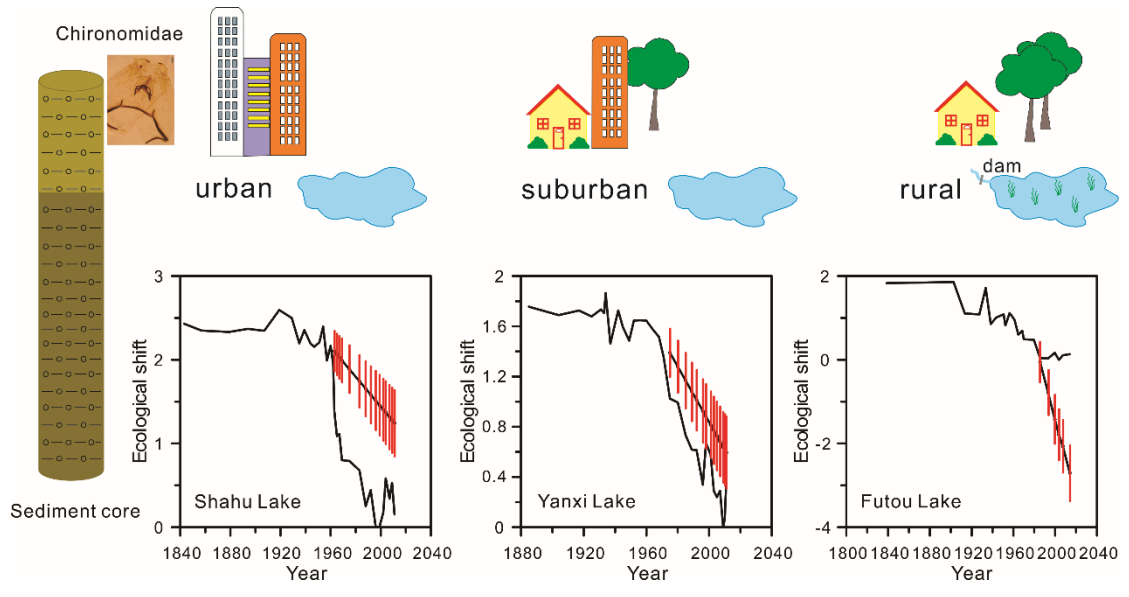 Chironomidae
Sediment core
urban
suburban
rural
dam
3
2
1
0
Ecological shift
Shahu Lake
1840 1880 1920 1960 2000 2040
Year
2
1.6
1.2
0.8
0.4
0
Ecological shift
Yanxi Lake
1880 1920 1960 2000 2040
Year
2
0
-2
-4
Ecological shift
Futou Lake
1800 1840 1880 1920 1960 2000 2040
Year